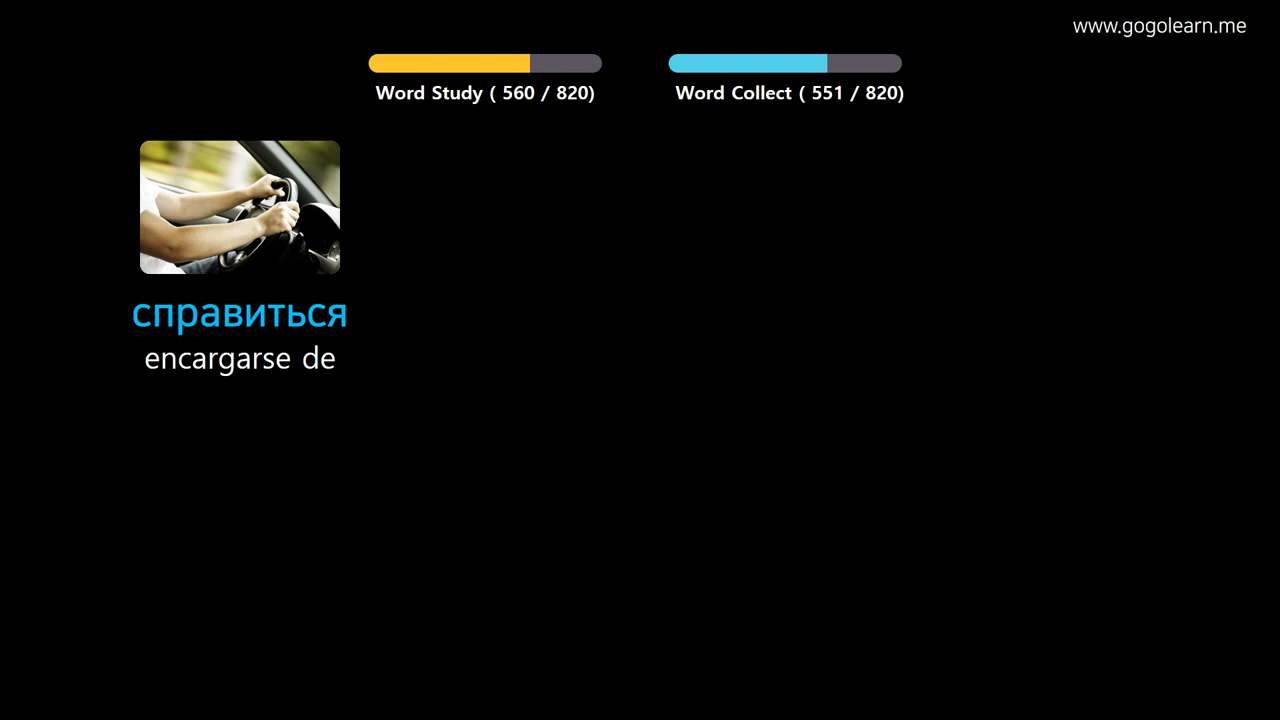 www.gogolearn.me
Word Study ( 560 / 820)
Word Collect ( 551 / 820)
справиться
encargarse de